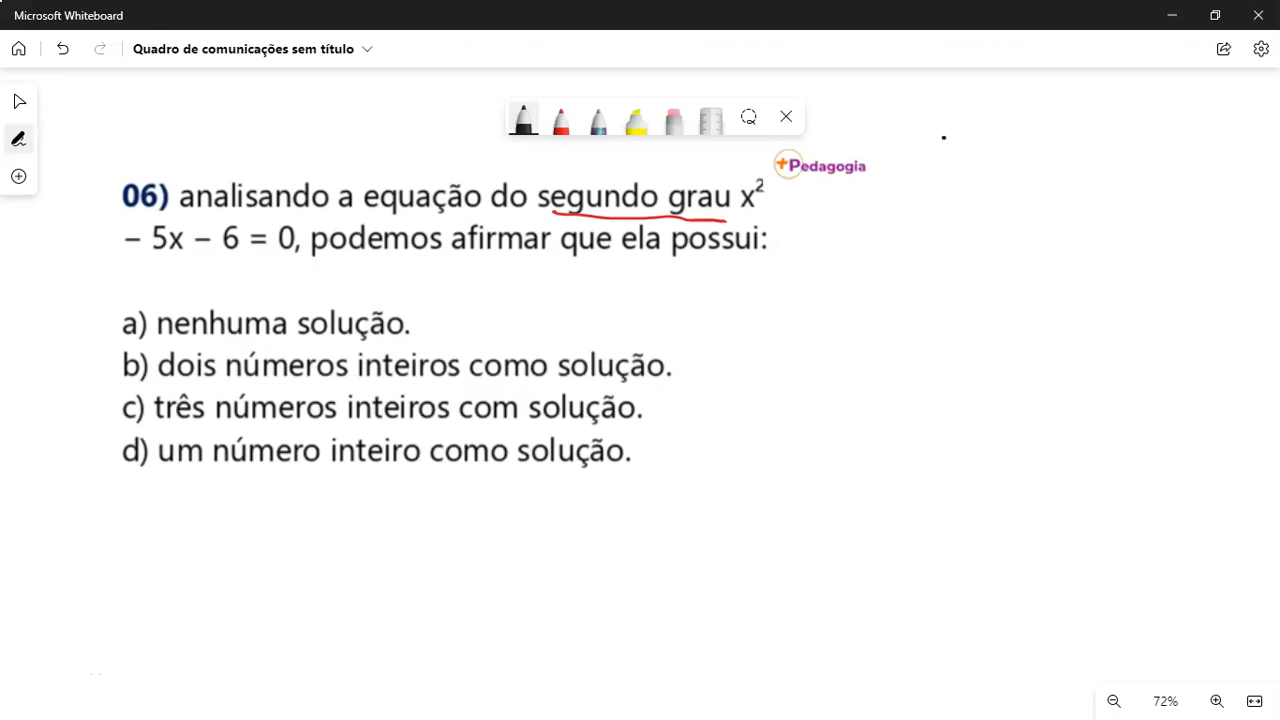 Microsoft Whiteboard
Quadro de comunicações sem título
+Pedagogia
06) analisando a equação do segundo grau x²
– 5x – 6 = 0, podemos afirmar que ela possui:
a) nenhuma solução.
b) dois números inteiros como solução.
c) três números inteiros com solução.
d) um número inteiro como solução.
72%